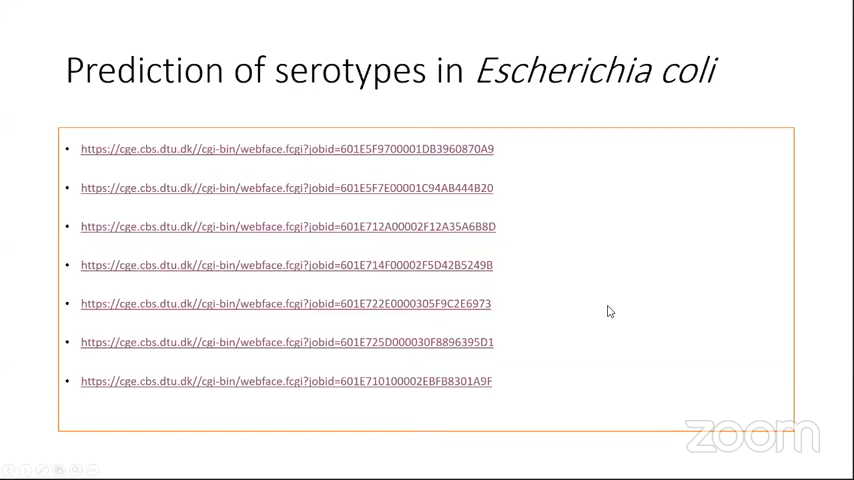 Prediction of serotypes in Escherichia coli
• https://cge.cbs.dtu.dk//cgi-bin/webface.fcgi?jobid=601E5F9700001DB3960870A9
• https://cge.cbs.dtu.dk//cgi-bin/webface.fcgi?jobid=601E5F7E00001C94AB444B20
• https://cge.cbs.dtu.dk//cgi-bin/webface.fcgi?jobid=601E712A00002F12A35A6B8D
• https://cge.cbs.dtu.dk//cgi-bin/webface.fcgi?jobid=601E714F00002F5D42B5249B
• https://cge.cbs.dtu.dk//cgi-bin/webface.fcgi?jobid=601E722E0000305F9C2E6973
• https://cge.cbs.dtu.dk//cgi-bin/webface.fcgi?jobid=601E725D000030F8896395D1
• https://cge.cbs.dtu.dk//cgi-bin/webface.fcgi?jobid=601E710100002EBFB8301A9F
zoom